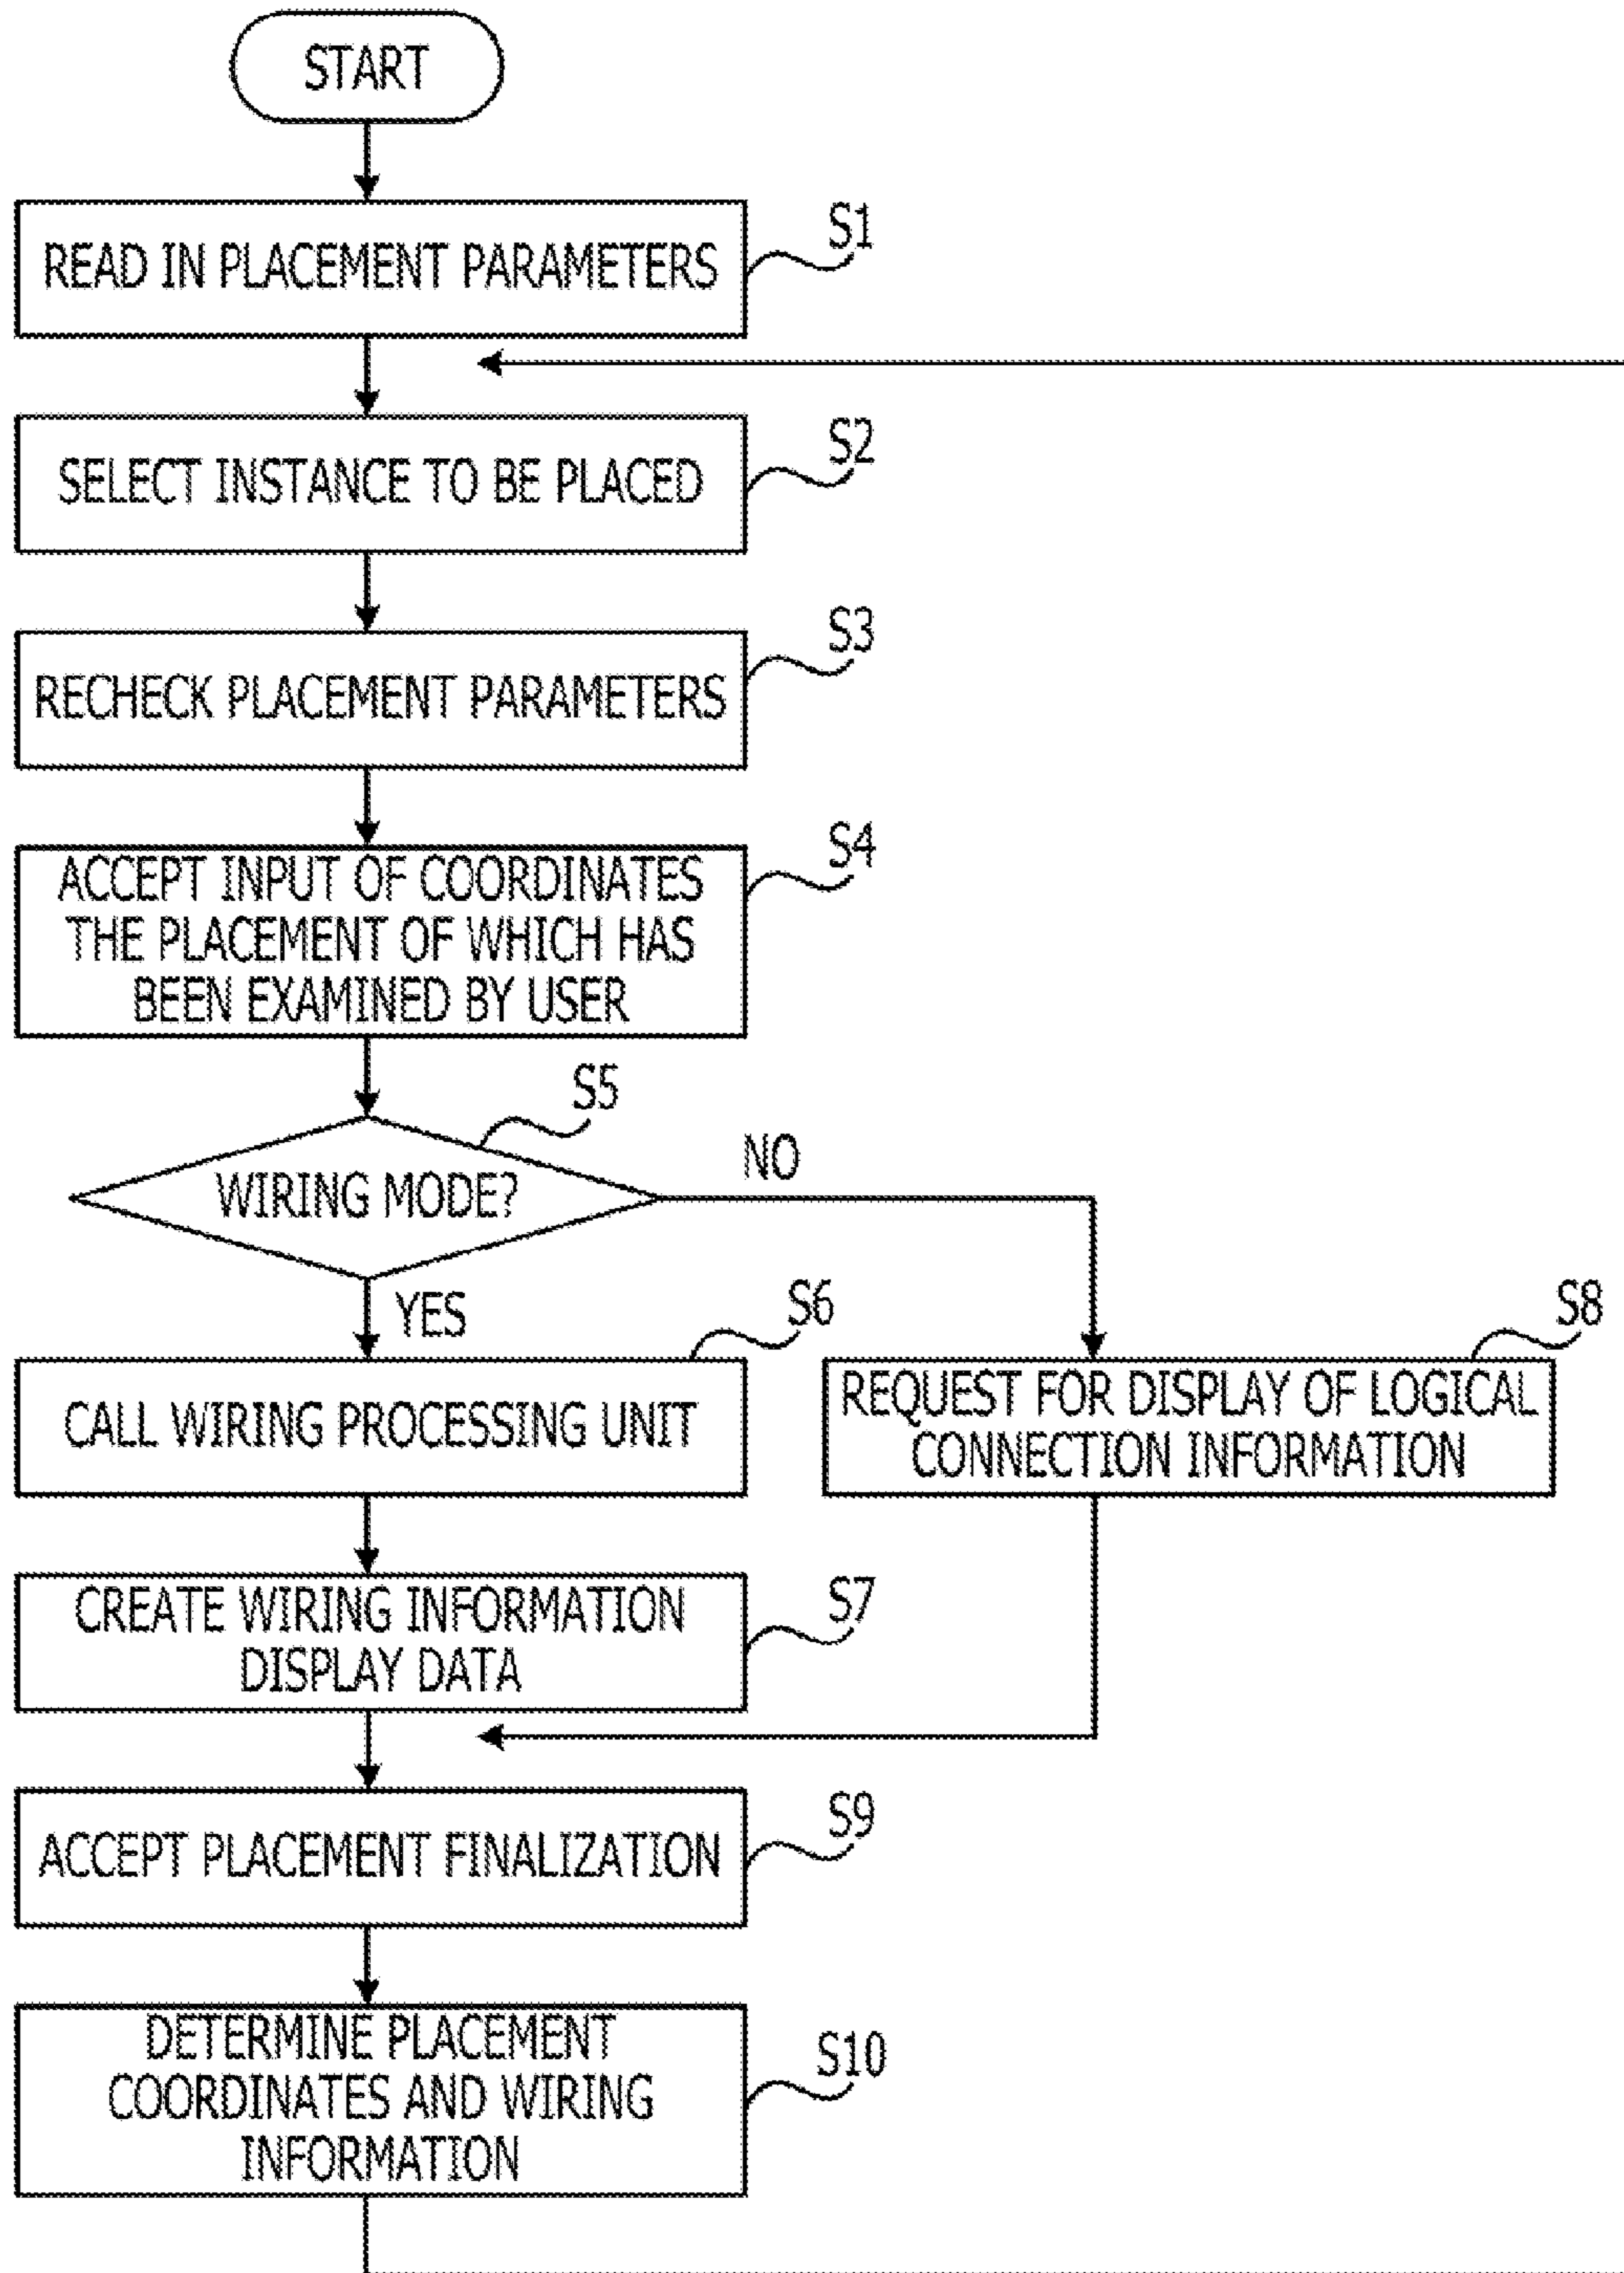 START
READ IN PLACEMENT PARAMETERS
S1
SELECT INSTANCE TO BE PLACED
S2
RECHECK PLACEMENT PARAMETERS
S3
ACCEPT INPUT OF COORDINATES
THE PLACEMENT OF WHICH HAS
BEEN EXAMINED BY USER
S4
WIRING MODE?
S5
NO
YES
CALL WIRING PROCESSING UNIT
S6
REQUEST FOR DISPLAY OF LOGICAL
CONNECTION INFORMATION
S8
CREATE WIRING INFORMATION
DISPLAY DATA
S7
ACCEPT PLACEMENT FINALIZATION
S9
DETERMINE PLACEMENT
COORDINATES AND WIRING
INFORMATION
S10